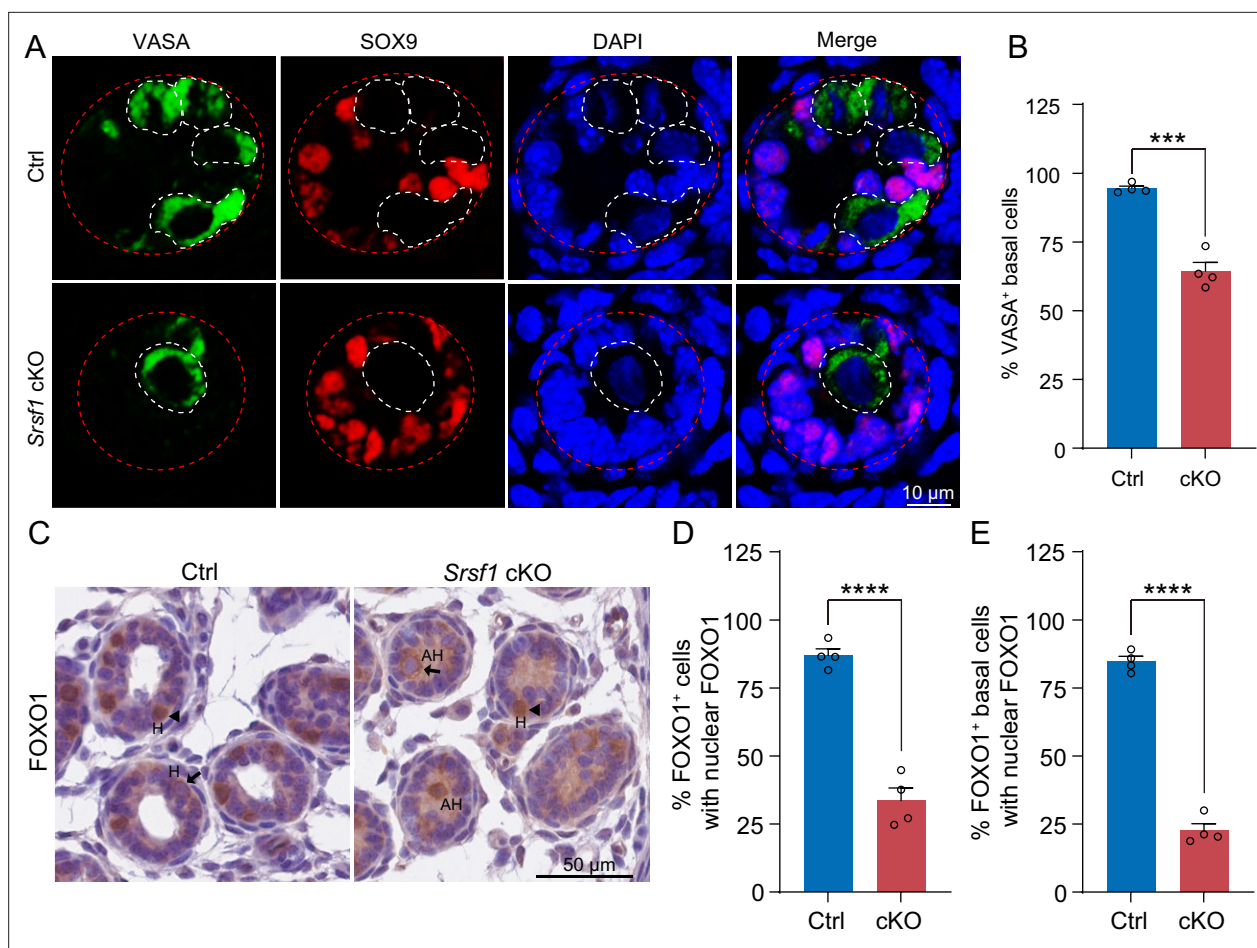 A
VASA
SOX9
DAPI
Merge
Ctrl
Srsf1 cKO
10 µm
B
% VASA⁺ basal cells
125
100
75
50
25
0
***
Ctrl
cKO
C
Ctrl
Srsf1 cKO
FOXO1
H
H
AH
H
AH
50 µm
D
% FOXO1⁺ cells
with nuclear FOXO1
125
100
75
50
25
0
****
Ctrl
cKO
E
% FOXO1⁺ basal cells
with nuclear FOXO1
125
100
75
50
25
0
****
Ctrl
cKO